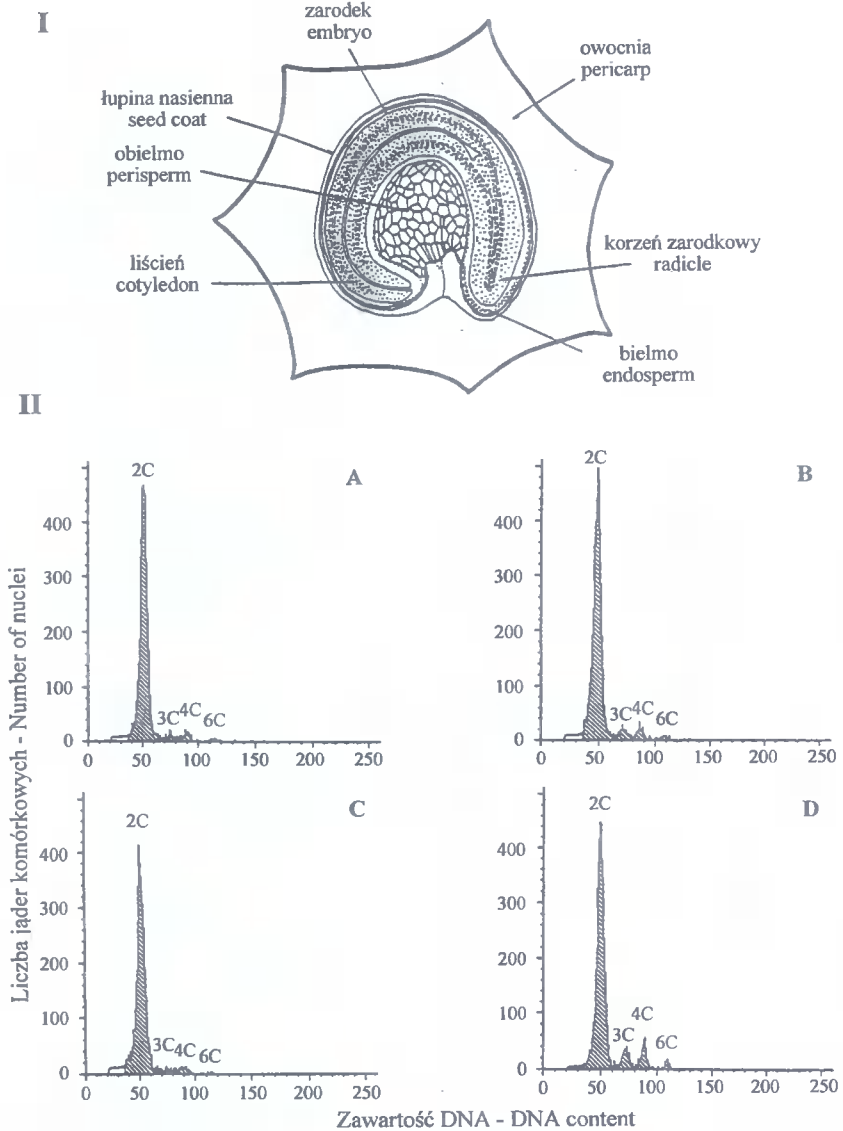 I
zarodek
embryo
owocnia
pericarp
łupina nasienna
seed coat
obielmo
perisperm
korzeń zarodkowy
radicle
liścień
cotyledon
bielmo
endosperm
II
Liczba jąder komórkowych - Number of nuclei
A
2C
3C 4C 6C
400
300
200
100
0
0 50 100 150 200 250
B
2C
3C 4C 6C
400
300
200
100
0
0 50 100 150 200 250
C
2C
3C 4C 6C
400
300
200
100
0
0 50 100 150 200 250
D
2C
3C 4C 6C
400
300
200
100
0
0 50 100 150 200 250
Zawartość DNA - DNA content